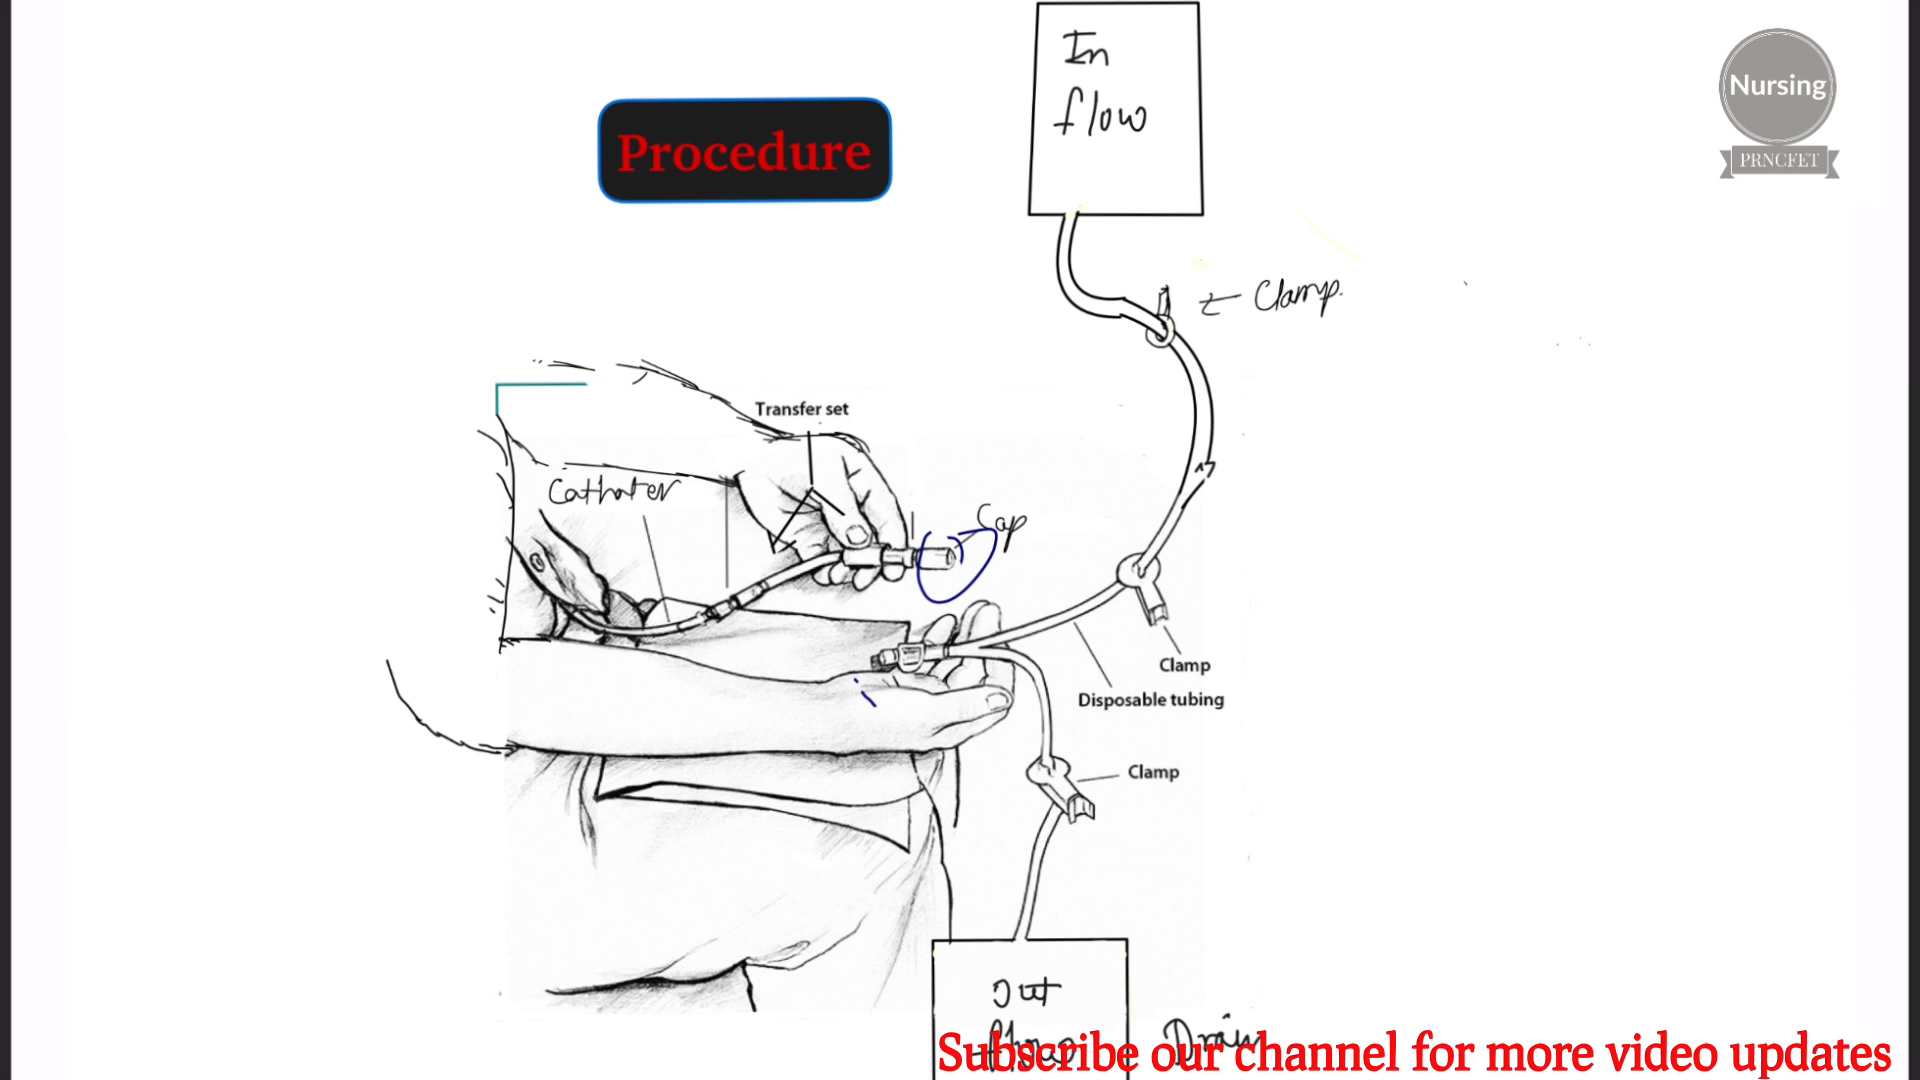 In
flow
Nursing
PRNCFET
Procedure
Clamp.
Transfer set
Catheter
Cap
Clamp
Disposable tubing
Clamp
Out
flow
Drain
Subscribe our channel for more video updates